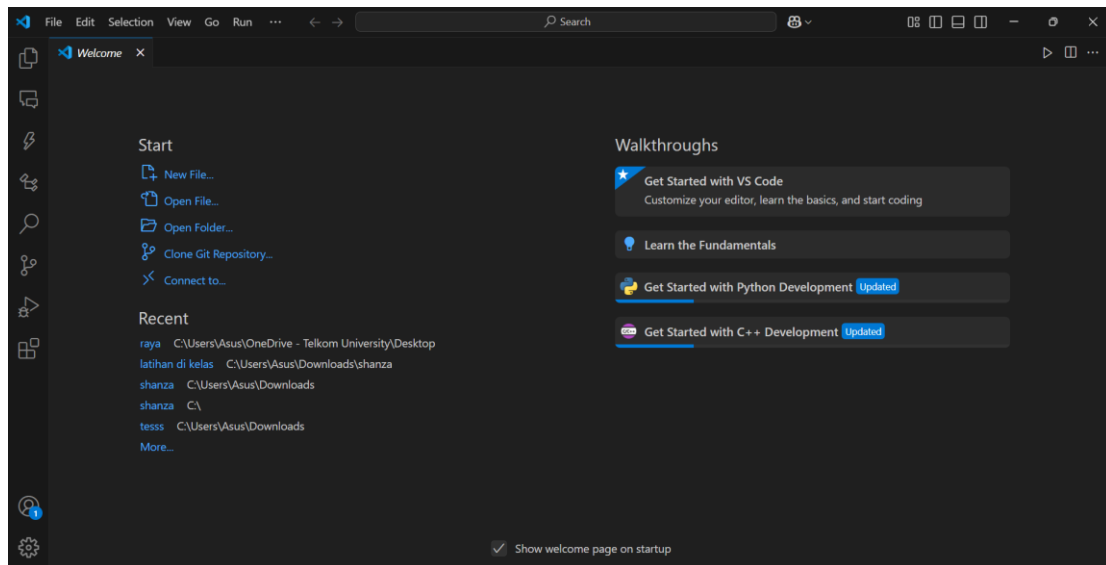 File Edit Selection View Go Run ··· Search
Welcome
Start
New File...
Open File...
Open Folder...
Clone Git Repository...
Connect to...
Recent
raya C:\Users\Asus\OneDrive - Telkom University\Desktop
latihan di kelas C:\Users\Asus\Downloads\shanza
shanza C:\Users\Asus\Downloads
shanza C:\
tesss C:\Users\Asus\Downloads
More...
Walkthroughs
Get Started with VS Code
Customize your editor, learn the basics, and start coding
Learn the Fundamentals
Get Started with Python Development Updated
Get Started with C++ Development Updated
1
Show welcome page on startup